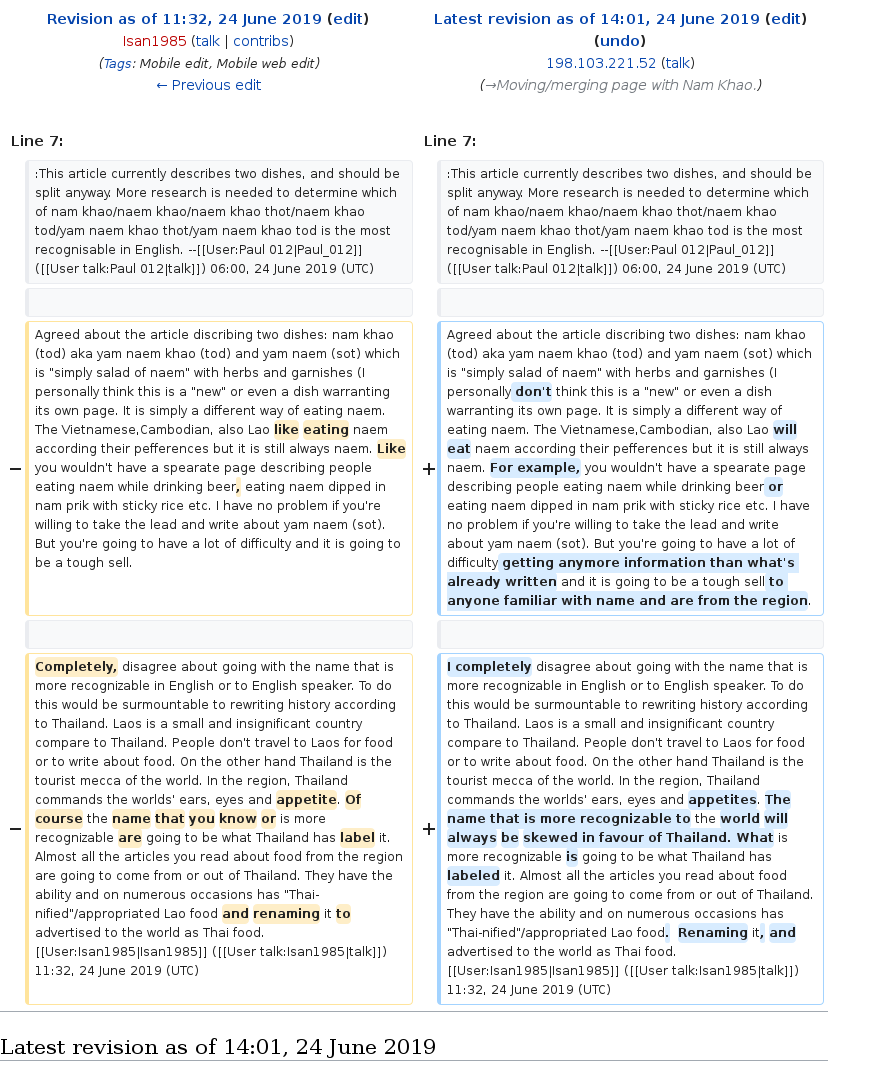 Revision as of 11:32, 24 June 2019 (edit)
Isan1985 (talk | contribs)
(Tags: Mobile edit, Mobile web edit)
← Previous edit
Latest revision as of 14:01, 24 June 2019 (edit)
(undo)
198.103.221.52 (talk)
(→Moving/merging page with Nam Khao.)
Line 7:
Line 7:
:This article currently describes two dishes, and should be
split anyway. More research is needed to determine which
of nam khao/naem khao/naem khao thot/naem khao
tod/yam naem khao thot/yam naem khao tod is the most
recognisable in English. --[[User:Paul 012|Paul_012]]
([[User talk:Paul 012|talk]]) 06:00, 24 June 2019 (UTC)
:This article currently describes two dishes, and should be
split anyway. More research is needed to determine which
of nam khao/naem khao/naem khao thot/naem khao
tod/yam naem khao thot/yam naem khao tod is the most
recognisable in English. --[[User:Paul 012|Paul_012]]
([[User talk:Paul 012|talk]]) 06:00, 24 June 2019 (UTC)
−
Agreed about the article discribing two dishes: nam khao
(tod) aka yam naem khao (tod) and yam naem (sot) which
is "simply salad of naem" with herbs and garnishes (I
personally think this is a "new" or even a dish warranting
its own page. It is simply a different way of eating naem.
The Vietnamese,Cambodian, also Lao like eating naem
according their pefferences but it is still always naem. Like
you wouldn't have a spearate page describing people
eating naem while drinking beer, eating naem dipped in
nam prik with sticky rice etc. I have no problem if you're
willing to take the lead and write about yam naem (sot).
But you're going to have a lot of difficulty and it is going to
be a tough sell.
+
Agreed about the article discribing two dishes: nam khao
(tod) aka yam naem khao (tod) and yam naem (sot) which
is "simply salad of naem" with herbs and garnishes (I
personally don't think this is a "new" or even a dish
warranting its own page. It is simply a different way of
eating naem. The Vietnamese,Cambodian, also Lao will
eat naem according their pefferences but it is still always
naem. For example, you wouldn't have a spearate page
describing people eating naem while drinking beer or
eating naem dipped in nam prik with sticky rice etc. I have
no problem if you're willing to take the lead and write
about yam naem (sot). But you're going to have a lot of
difficulty getting anymore information than what's
already written and it is going to be a tough sell to
anyone familiar with name and are from the region.
−
Completely, disagree about going with the name that is
more recognizable in English or to English speaker. To do
this would be surmountable to rewriting history according
to Thailand. Laos is a small and insignificant country
compare to Thailand. People don't travel to Laos for food
or to write about food. On the other hand Thailand is the
tourist mecca of the world. In the region, Thailand
commands the worlds' ears, eyes and appetite. Of
course the name that you know or is more
recognizable are going to be what Thailand has label it.
Almost all the articles you read about food from the region
are going to come from or out of Thailand. They have the
ability and on numerous occasions has "Thai-
nified"/appropriated Lao food and renaming it to
advertised to the world as Thai food.
[[User:Isan1985|Isan1985]] ([[User talk:Isan1985|talk]])
11:32, 24 June 2019 (UTC)
+
I completely disagree about going with the name that is
more recognizable in English or to English speaker. To do
this would be surmountable to rewriting history according
to Thailand. Laos is a small and insignificant country
compare to Thailand. People don't travel to Laos for food
or to write about food. On the other hand Thailand is the
tourist mecca of the world. In the region, Thailand
commands the worlds' ears, eyes and appetites. The
name that is more recognizable to the world will
always be skewed in favour of Thailand. What is
more recognizable is going to be what Thailand has
labeled it. Almost all the articles you read about food
from the region are going to come from or out of Thailand.
They have the ability and on numerous occasions has
"Thai-nified"/appropriated Lao food.  Renaming it, and
advertised to the world as Thai food.
[[User:Isan1985|Isan1985]] ([[User talk:Isan1985|talk]])
11:32, 24 June 2019 (UTC)
Latest revision as of 14:01, 24 June 2019